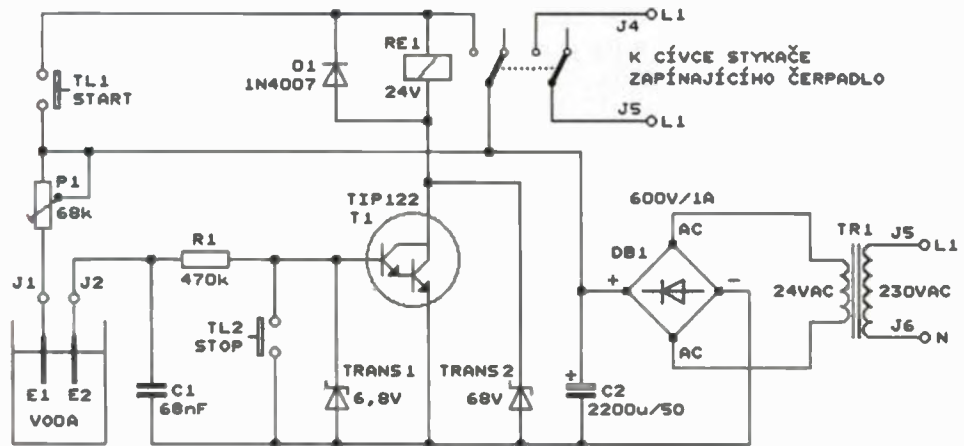 J4
L1
RE1
D1
1N4007
24V
K CÍVCE STYKAČE
ZAPÍNAJÍCÍHO ČERPADLO
J5
L1
TL1
START
P1
68k
TIP122
T1
600V/1A
AC
TR1
J5
L1
R1
470k
DB1
+
-
24VAC
230VAC
J1
J2
TL2
STOP
J6
N
AC
TRANS1
6,8V
TRANS2
68V
+
C2
2200u/50
E1
E2
VODA
C1
68nF